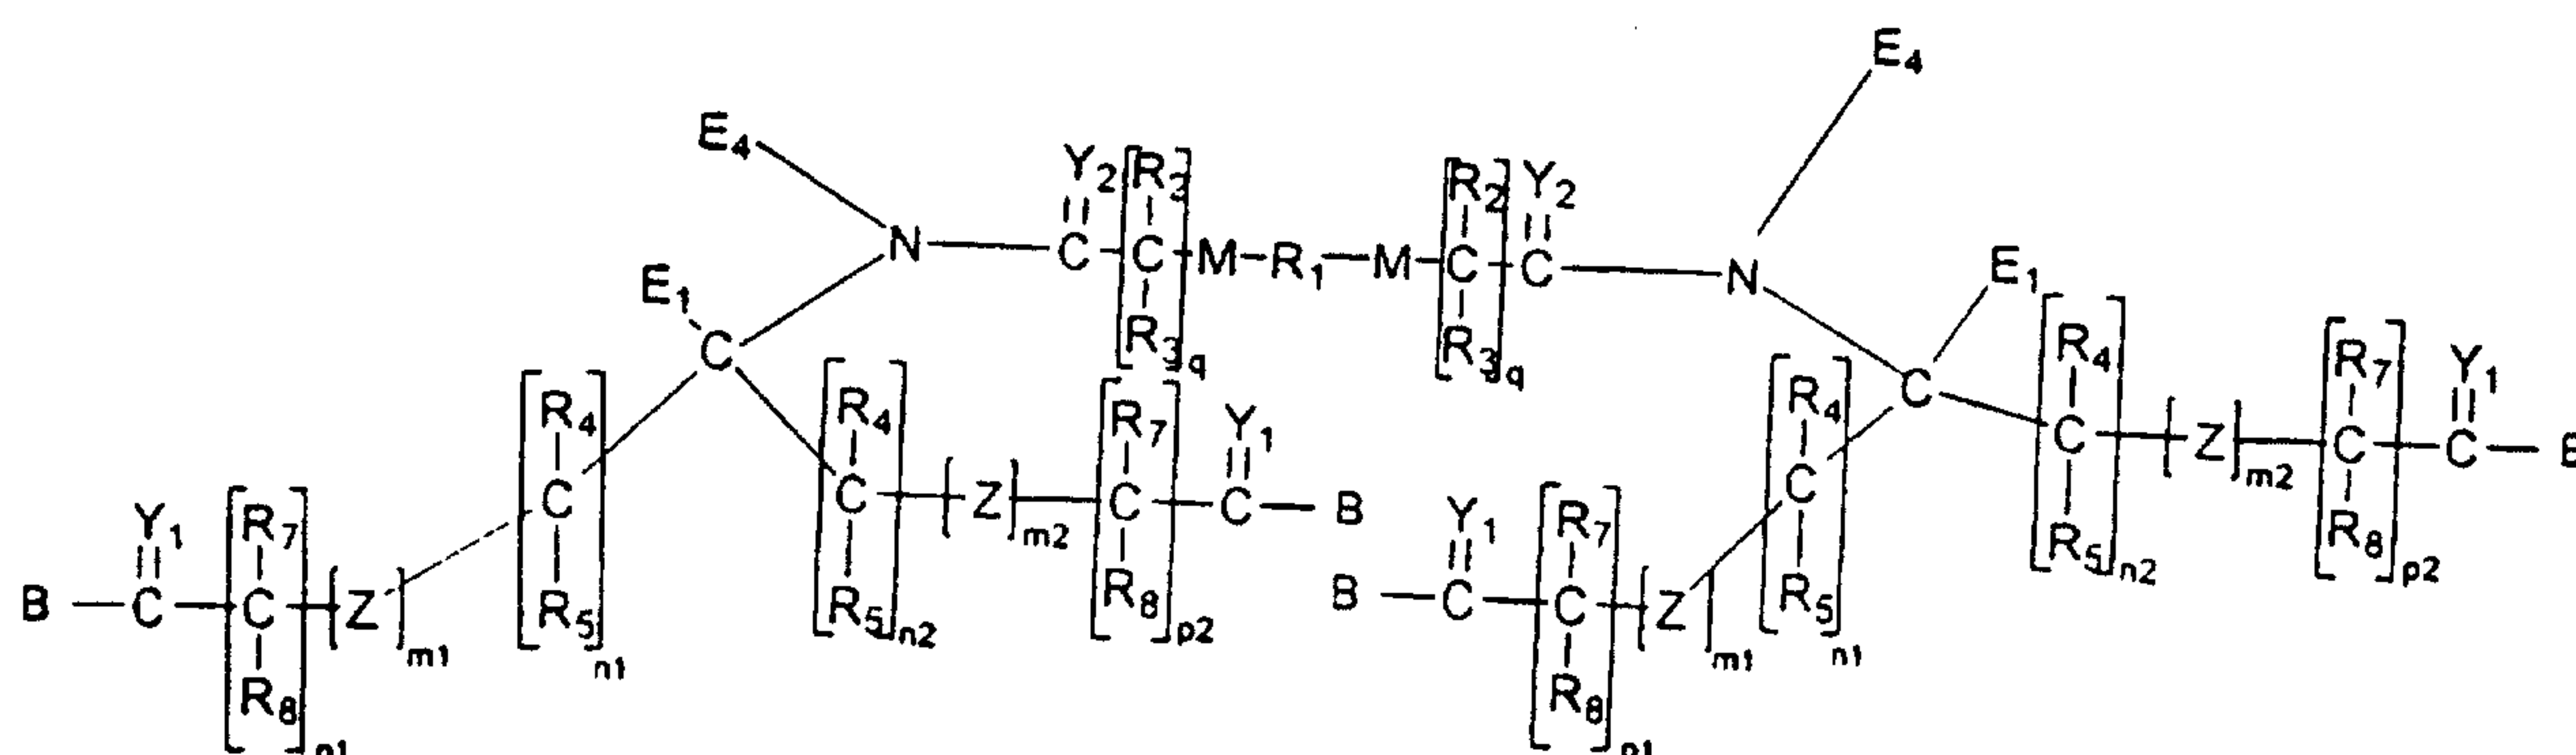 E4
E4
Y2 R3 R2 Y2
N C C M R1 M C C N
E1 R3 q R3 q E1
C C
R4 R4 R7 Y1 R4 R4 R7 Y1
C C Z C C B C C Z C C B
R5 n1 R5 n2 m2 R8 p2 R5 n1 R5 n2 m2 R8 p2
Y1 R7 Y1 R7
B C C Z m1 B C C Z m1
R8 p1 R8 p1